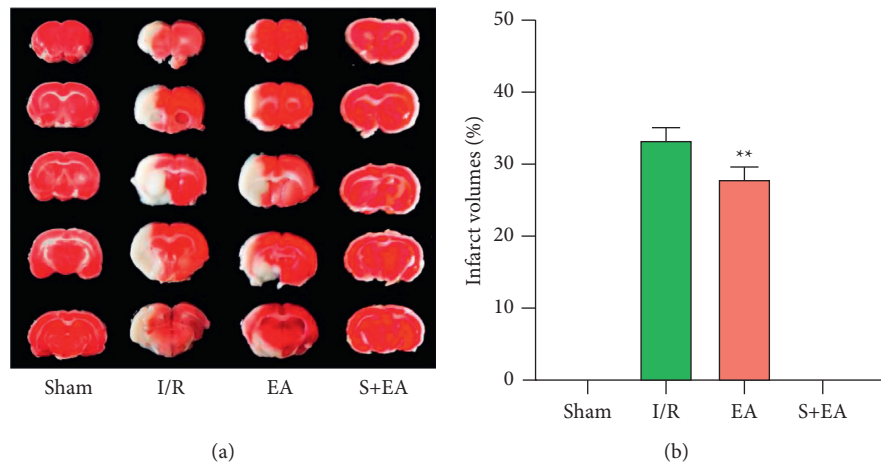 Sham I/R EA S+EA
(a)
Infarct volumes (%)
50
40
30
20
10
0
**
Sham I/R EA S+EA
(b)